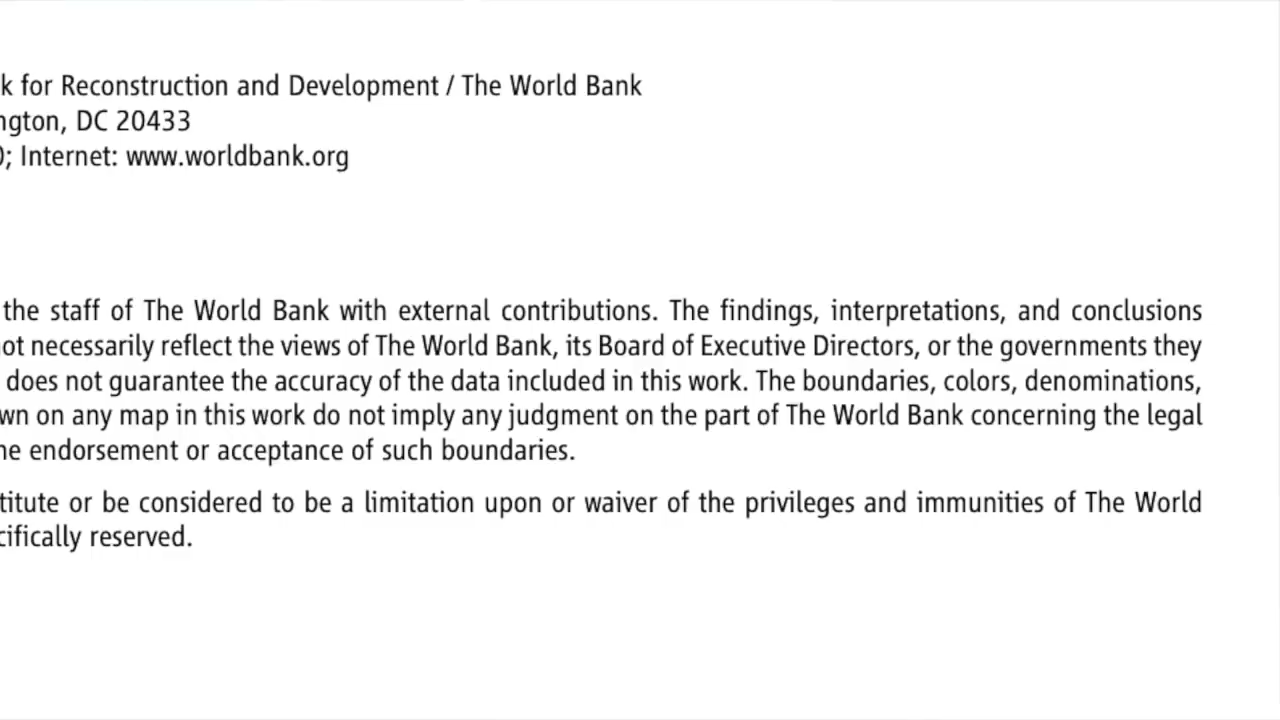 k for Reconstruction and Development / The World Bank
ngton, DC 20433
0; Internet: www.worldbank.org
the staff of The World Bank with external contributions. The findings, interpretations, and conclusions
not necessarily reflect the views of The World Bank, its Board of Executive Directors, or the governments they
does not guarantee the accuracy of the data included in this work. The boundaries, colors, denominations,
wn on any map in this work do not imply any judgment on the part of The World Bank concerning the legal
ne endorsement or acceptance of such boundaries.
titute or be considered to be a limitation upon or waiver of the privileges and immunities of The World
cifically reserved.